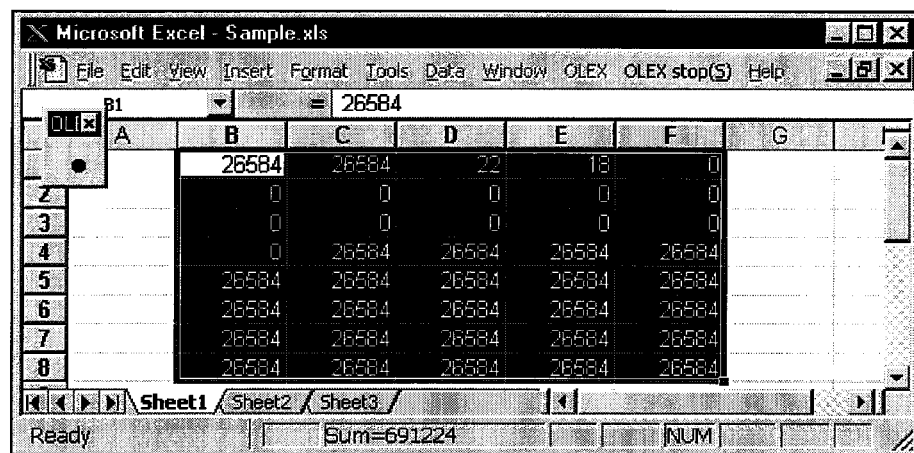 Microsoft Excel - Sample.xls
File Edit View Insert Format Tools Data Window OLEX OLEX stop(S) Help
B1 = 26584
A B C D E F G
26584 26584 22 18 0
2 0 0 0 0 0
3 0 0 0 0 0
4 0 26584 26584 26584 26584
5 26584 26584 26584 26584 26584
6 26584 26584 26584 26584 26584
7 26584 26584 26584 26584 26584
8 26584 26584 26584 26584 26584
Sheet1 Sheet2 Sheet3
Ready Sum=691224 NUM